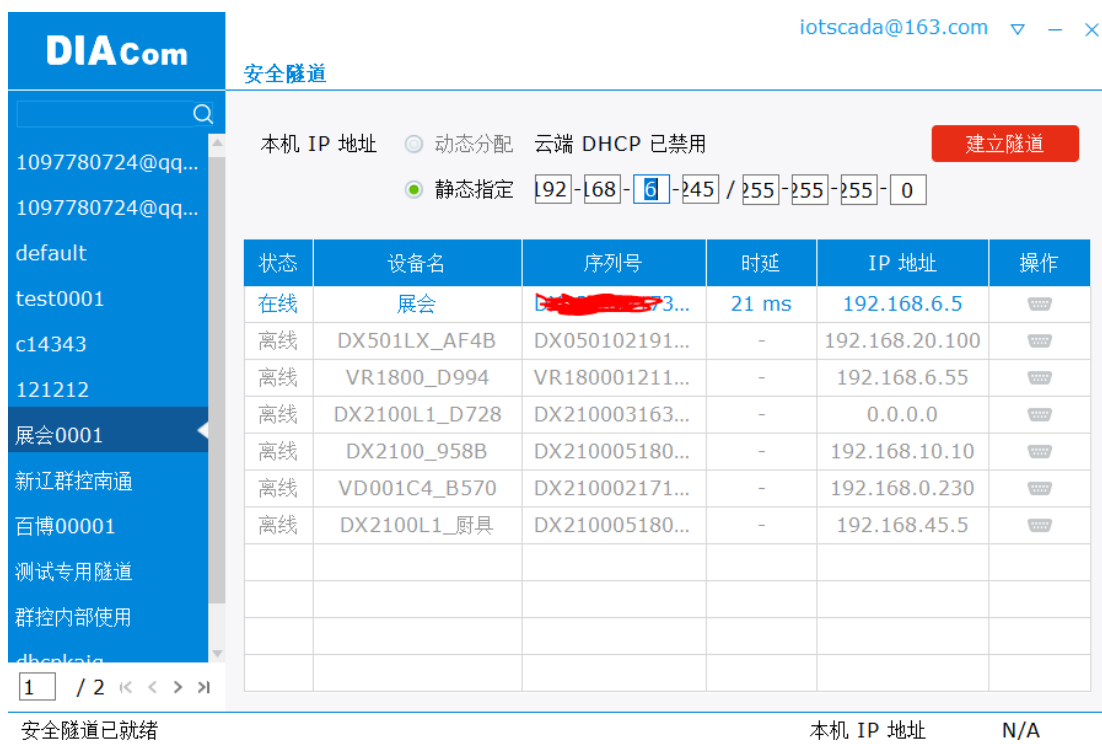 iotscada@163.com
DIACom
安全隧道
本机 IP 地址 动态分配 云端 DHCP 已禁用 建立隧道
静态指定 192-168-6-245 / 255-255-255-0
1097780724@qq...
1097780724@qq...
default
test0001
c14343
121212
展会0001
新辽群控南通
百博00001
测试专用隧道
群控内部使用
1 / 2
状态 设备名 序列号 时延 IP 地址 操作
在线 展会 73... 21 ms 192.168.6.5
离线 DX501LX_AF4B DX050102191... - 192.168.20.100
离线 VR1800_D994 VR180001211... - 192.168.6.55
离线 DX2100L1_D728 DX210003163... - 0.0.0.0
离线 DX2100_958B DX210005180... - 192.168.10.10
离线 VD001C4_B570 DX210002171... - 192.168.0.230
离线 DX2100L1_厨具 DX210005180... - 192.168.45.5
安全隧道已就绪 本机 IP 地址 N/A